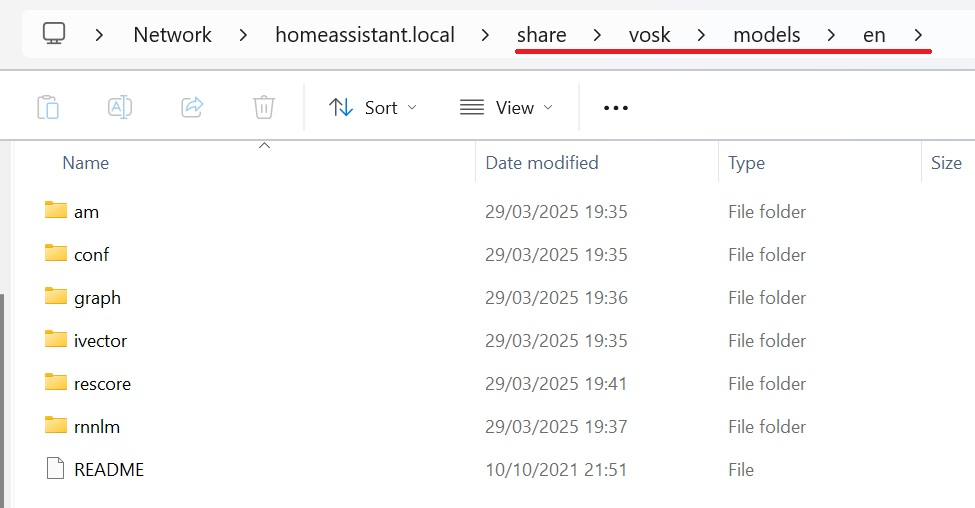 Network homeassistant.local share vosk models en
Sort View
Name Date modified Type Size
am 29/03/2025 19:35 File folder
conf 29/03/2025 19:35 File folder
graph 29/03/2025 19:36 File folder
ivector 29/03/2025 19:35 File folder
rescore 29/03/2025 19:41 File folder
rnnlm 29/03/2025 19:37 File folder
README 10/10/2021 21:51 File